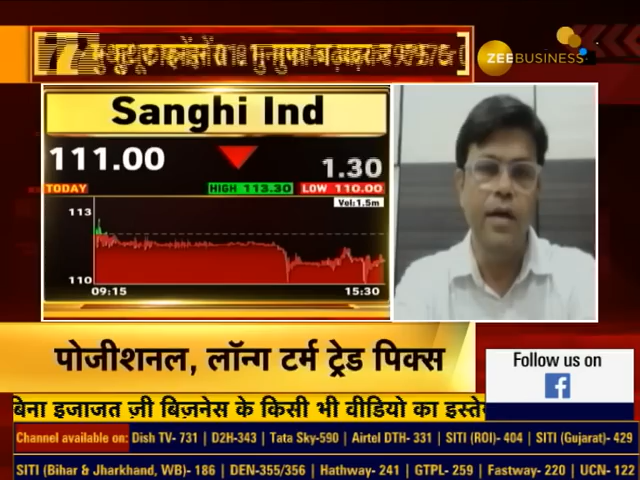 ZEEBUSINESS
Sanghi Ind
111.00
1.30
TODAY
HIGH 113.30
LOW 110.00
Vol:1.5m
113
110
09:15
15:30
पोजीशनल, लॉन्ग टर्म ट्रेड पिक्स
Follow us on
बिना इजाजत ज़ी बिज़नेस के किसी भी वीडियो का
Channel available on: Dish TV- 731 | D2H-343 | Tata Sky-590 | Airtel DTH- 331 | SITI (ROI)- 404 | SITI (Gujarat)- 429
SITI (Bihar & Jharkhand, WB)- 186 | DEN-355/356 | Hathway- 241 | GTPL- 259 | Fastway- 220 | UCN- 122